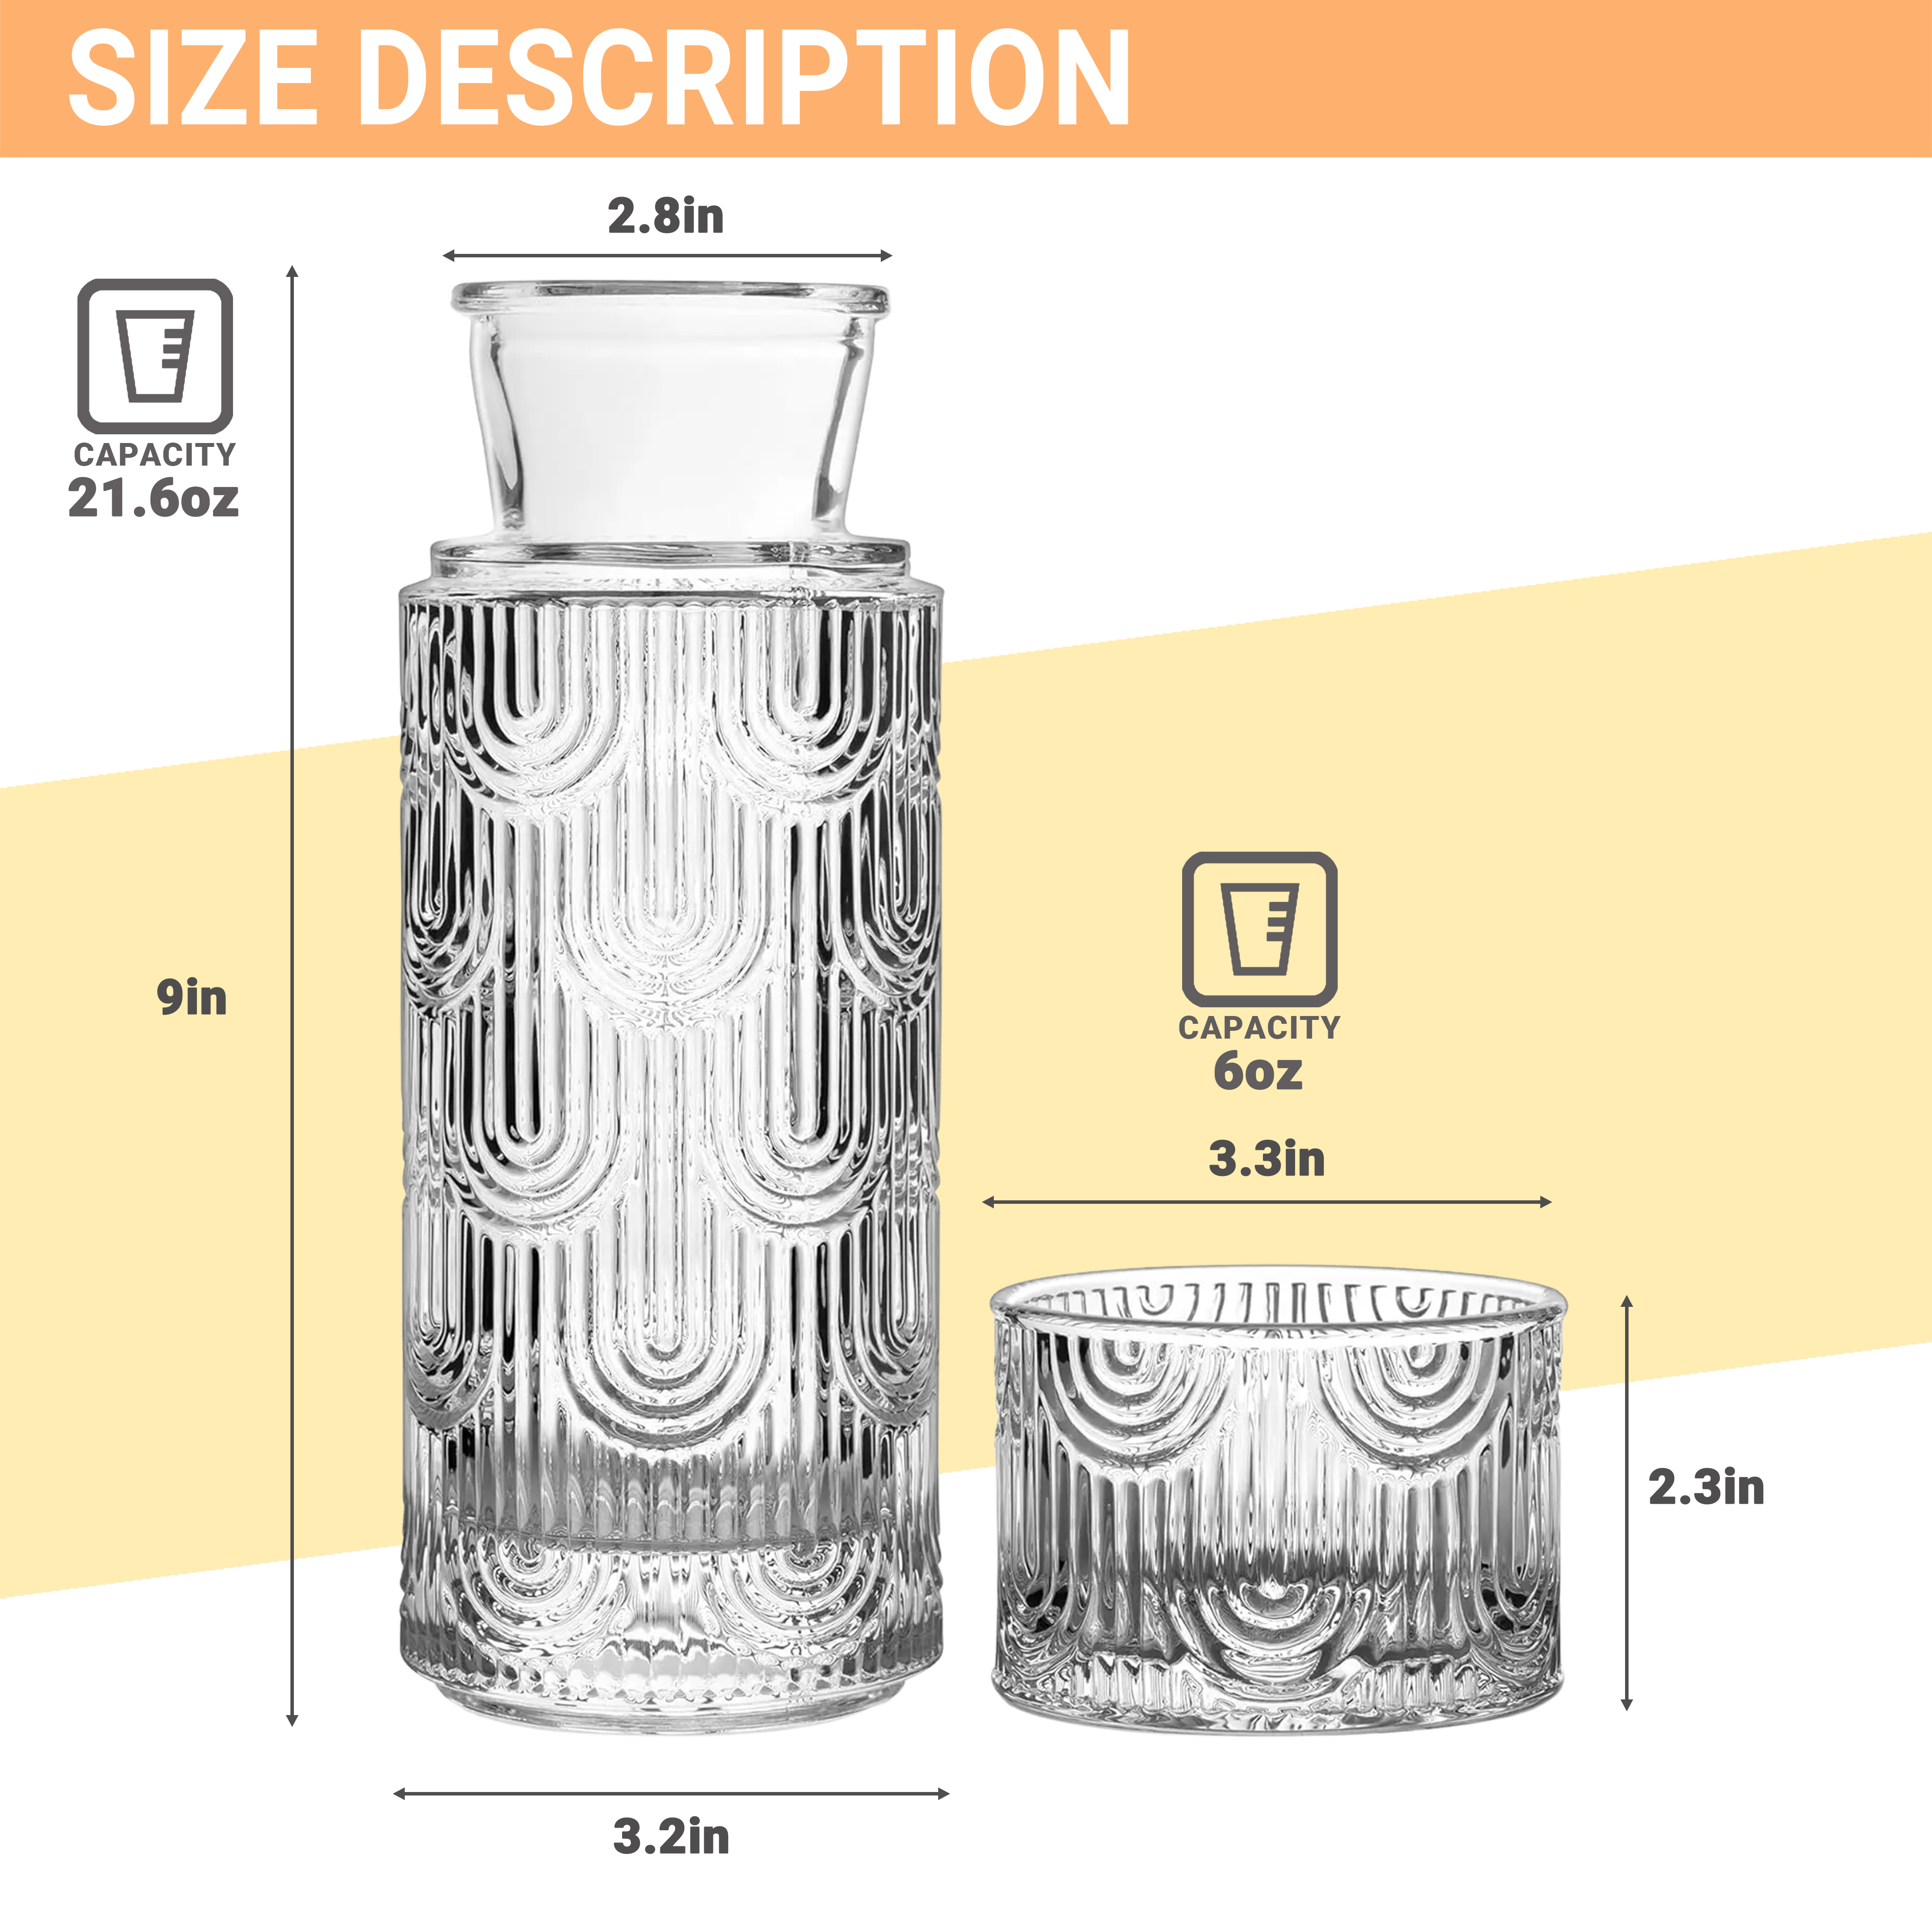 SIZE DESCRIPTION
2.8in
CAPACITY
21.6oz
9in
CAPACITY
6oz
3.3in
2.3in
3.2in